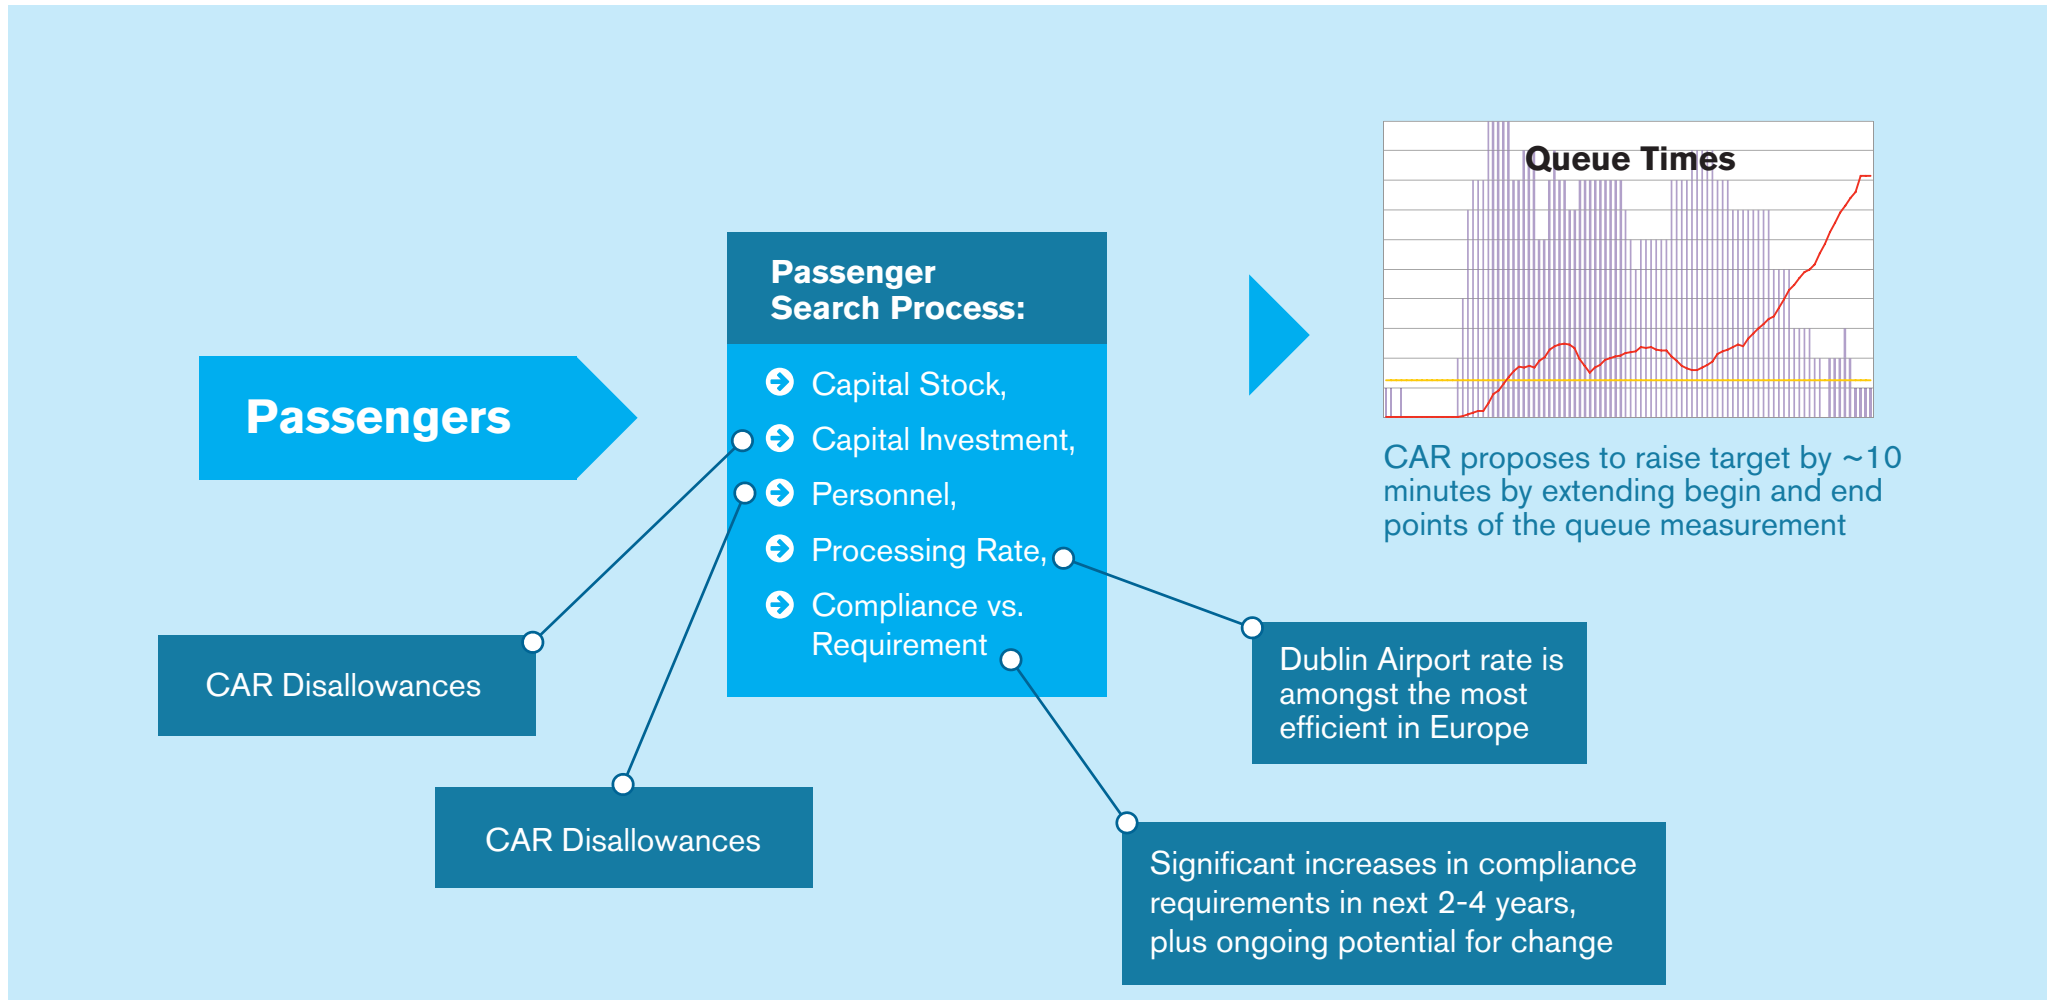 Queue Times
CAR proposes to raise target by ~10
minutes by extending begin and end
points of the queue measurement
Passengers
Passenger
Search Process:
Capital Stock,
Capital Investment,
Personnel,
Processing Rate,
Compliance vs.
Requirement
CAR Disallowances
CAR Disallowances
Dublin Airport rate is
amongst the most
efficient in Europe
Significant increases in compliance
requirements in next 2-4 years,
plus ongoing potential for change